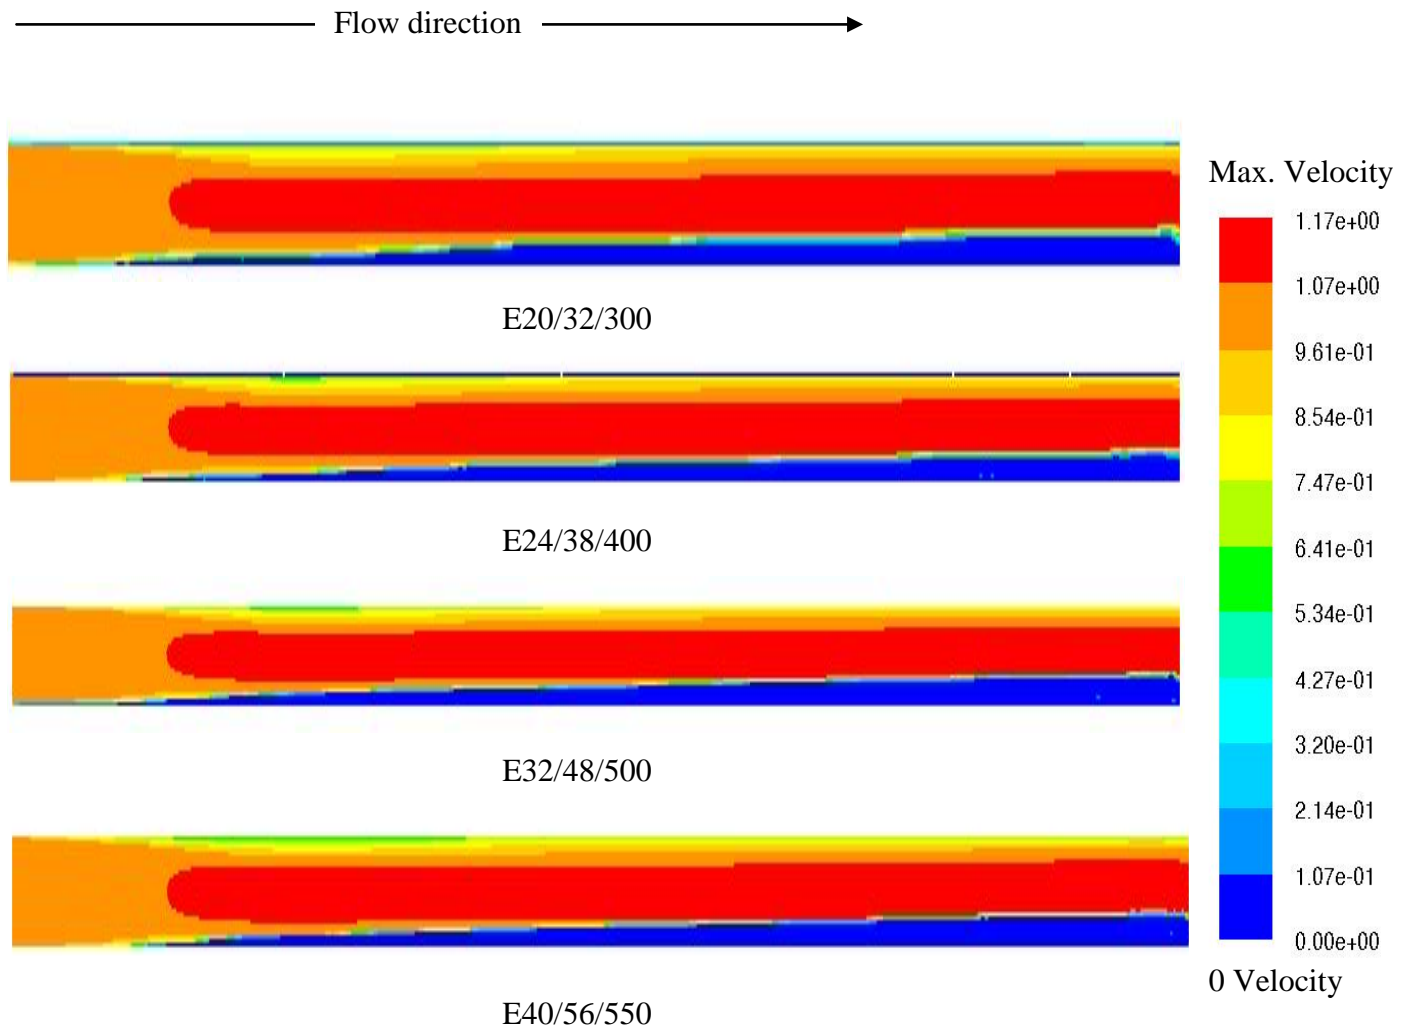 Flow direction
Max. Velocity
1.17e+00
1.07e+00
9.61e-01
8.54e-01
7.47e-01
6.41e-01
5.34e-01
4.27e-01
3.20e-01
2.14e-01
1.07e-01
0.00e+00
0 Velocity
E20/32/300
E24/38/400
E32/48/500
E40/56/550